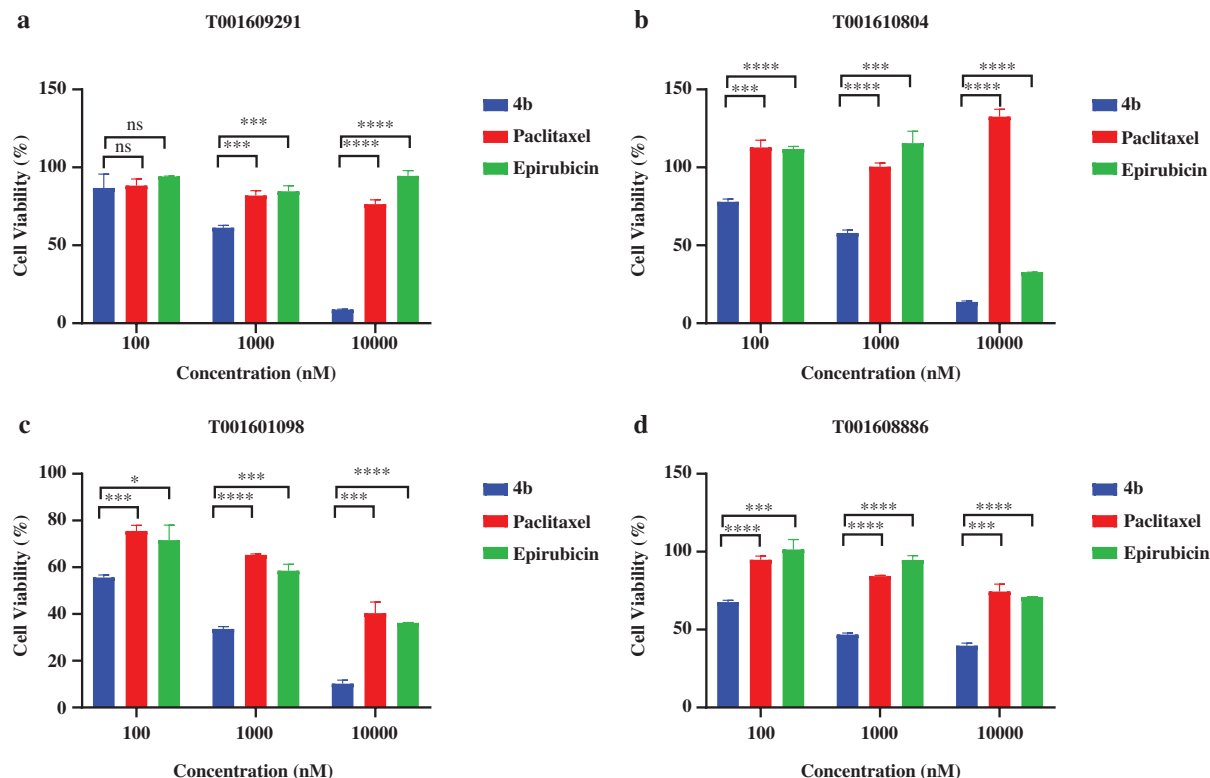 a
T001609291
Cell Viability (%)
150
100
50
0
ns
ns
***
***
****
****
4b
Paclitaxel
Epirubicin
100
1000
10000
Concentration (nM)
b
T001610804
Cell Viability (%)
150
100
50
0
****
***
***
****
****
****
4b
Paclitaxel
Epirubicin
100
1000
10000
Concentration (nM)
c
T001601098
Cell Viability (%)
100
80
60
40
20
0
*
***
***
****
****
***
4b
Paclitaxel
Epirubicin
100
1000
10000
Concentration (nM)
d
T001608886
Cell Viability (%)
150
100
50
0
***
****
****
****
****
***
4b
Paclitaxel
Epirubicin
100
1000
10000
Concentration (nM)